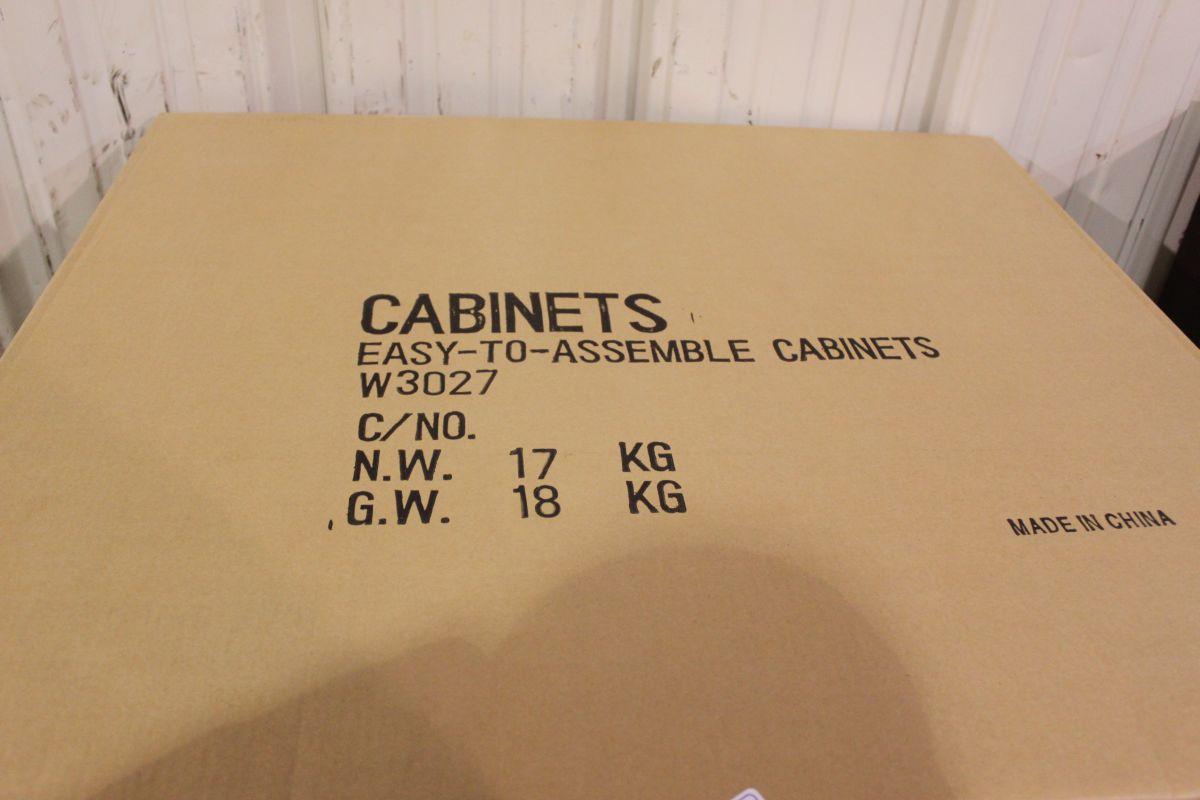 CABINETS
EASY-TO-ASSEMBLE CABINETS
W3027
C/NO.
N.W. 17 KG
G.W. 18 KG
MADE IN CHINA